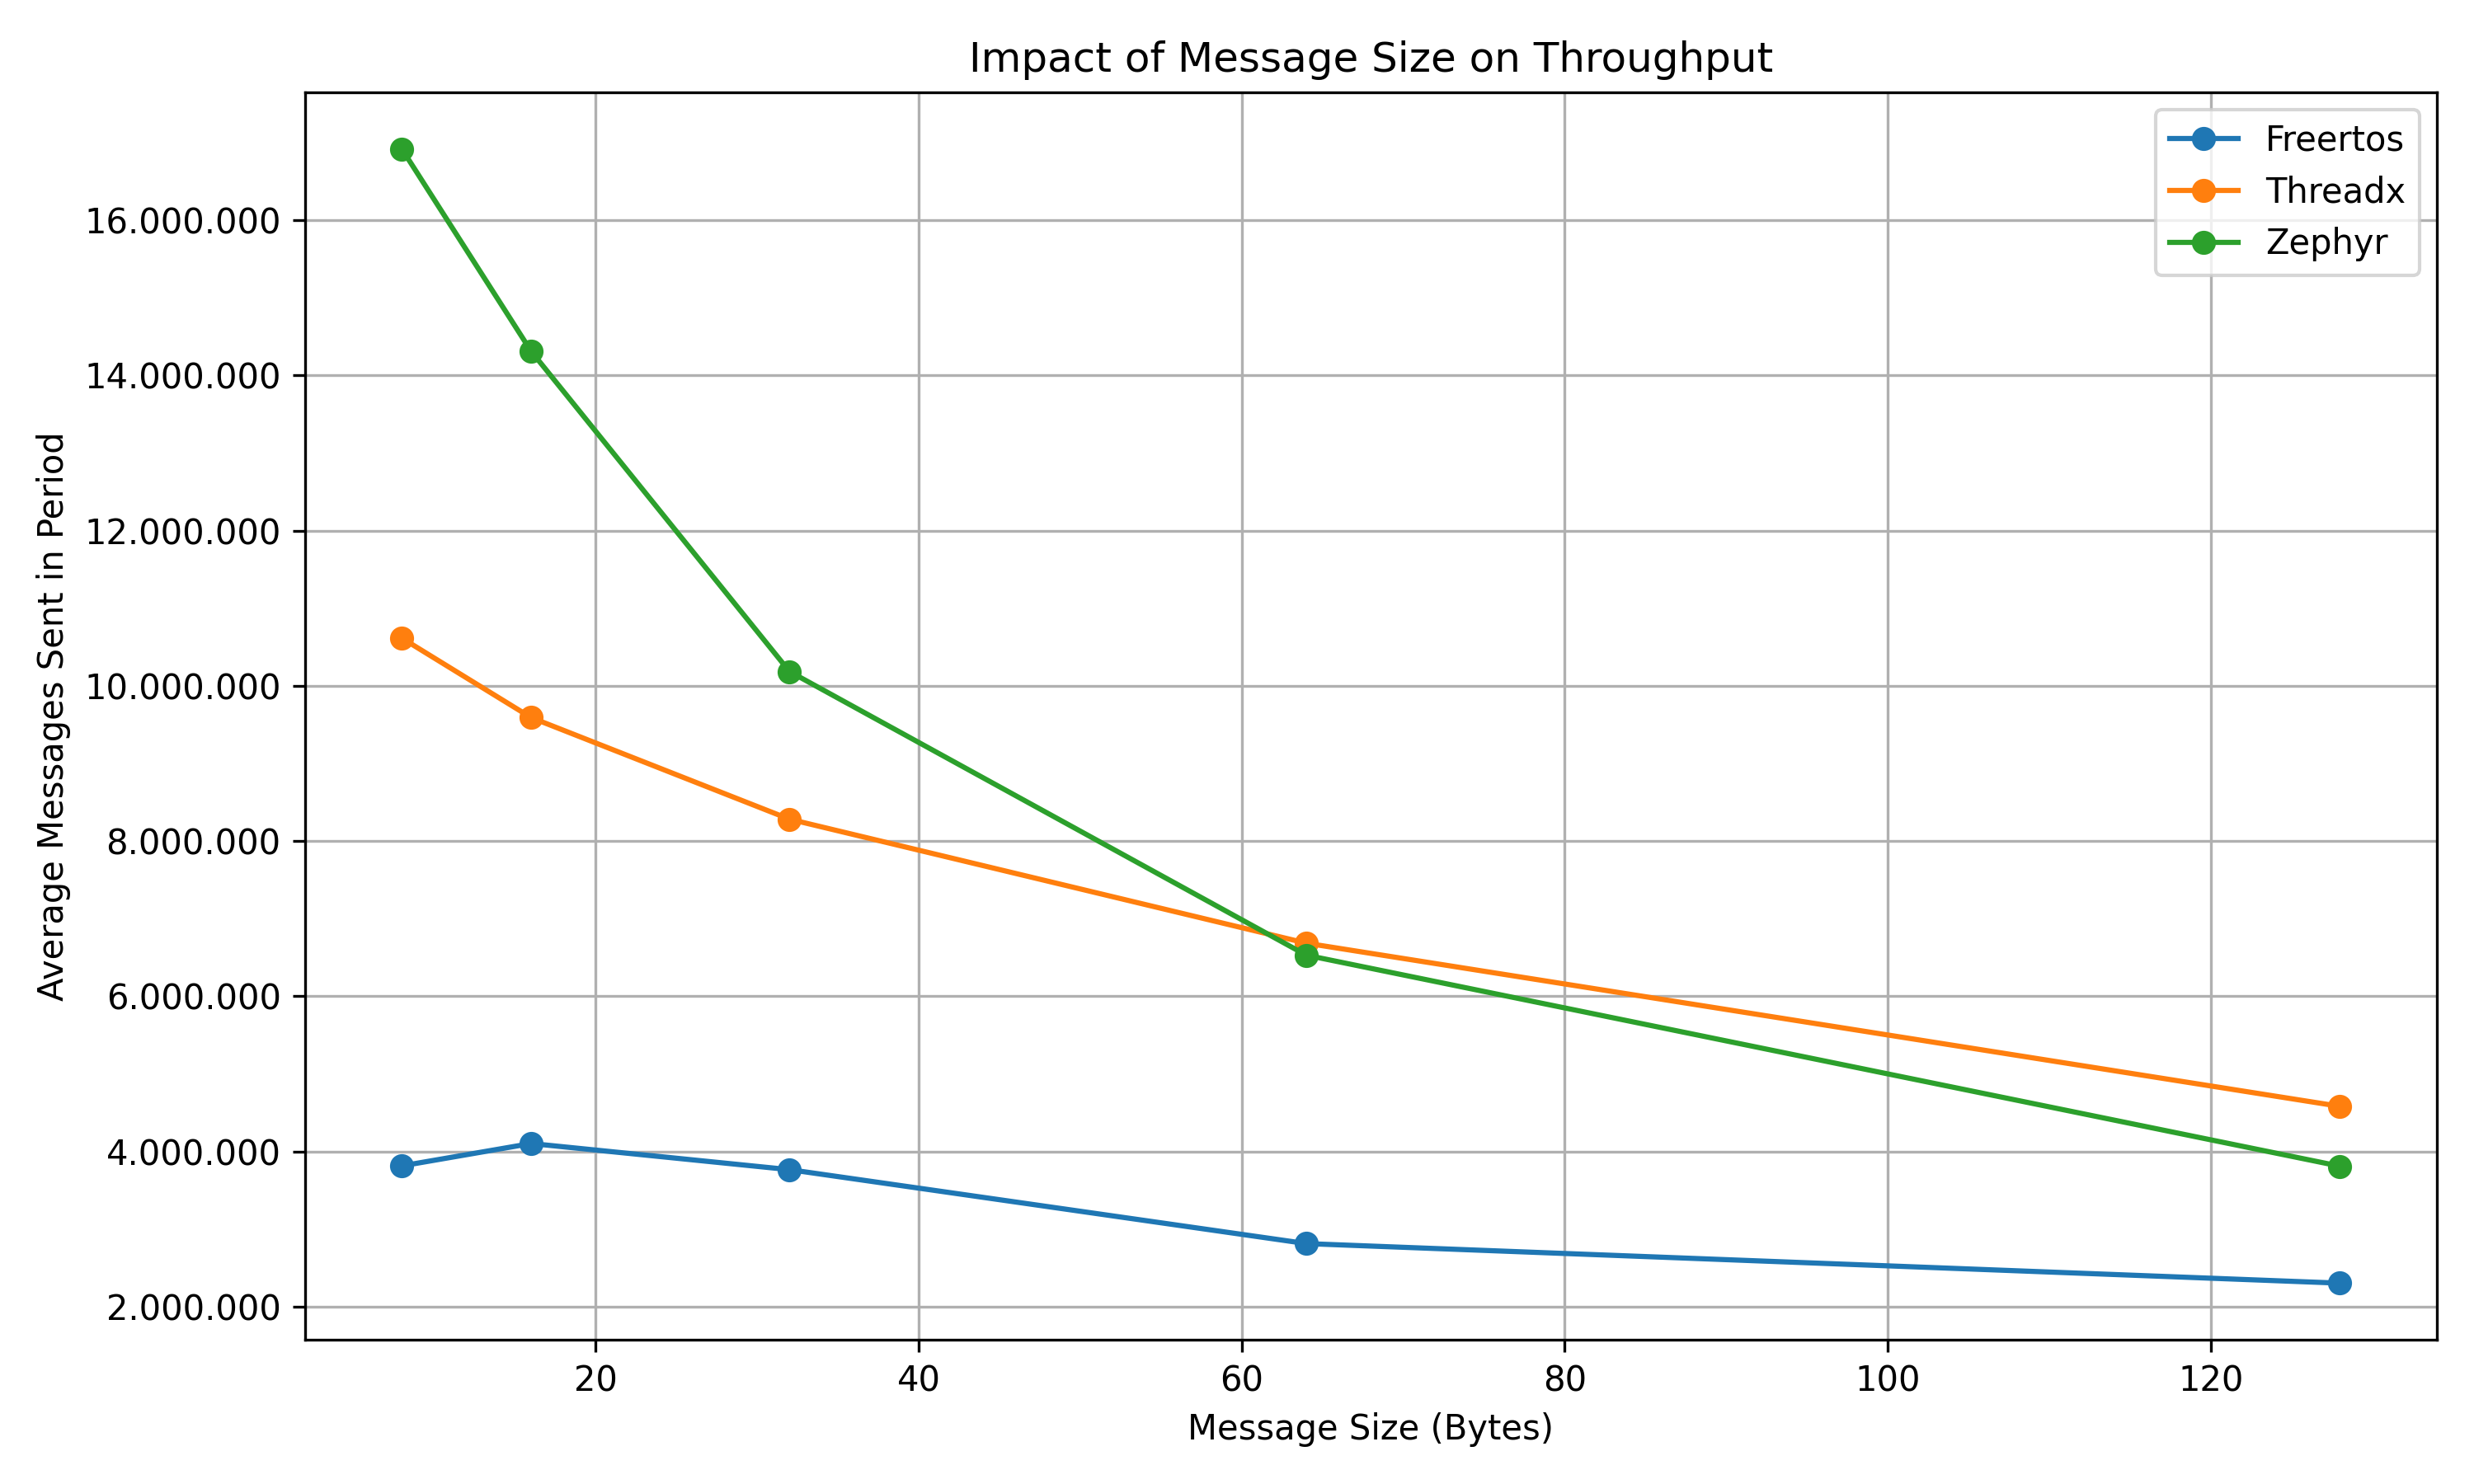 Impact of Message Size on Throughput
Freertos
Threadx
Zephyr
Average Messages Sent in Period
16.000.000
14.000.000
12.000.000
10.000.000
8.000.000
6.000.000
4.000.000
2.000.000
20 40 60 80 100 120
Message Size (Bytes)